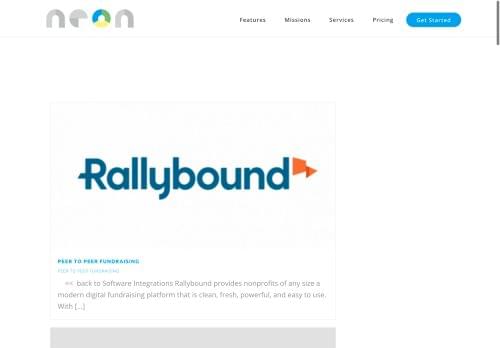 neon
Features Missions Services Pricing Get Started
Rallybound
PEER TO PEER FUNDRAISING
PEER TO PEER FUNDRAISING
<< back to Software Integrations Rallybound provides nonprofits of any size a
modern digital fundraising platform that is clean, fresh, powerful, and easy to use.
With [...]